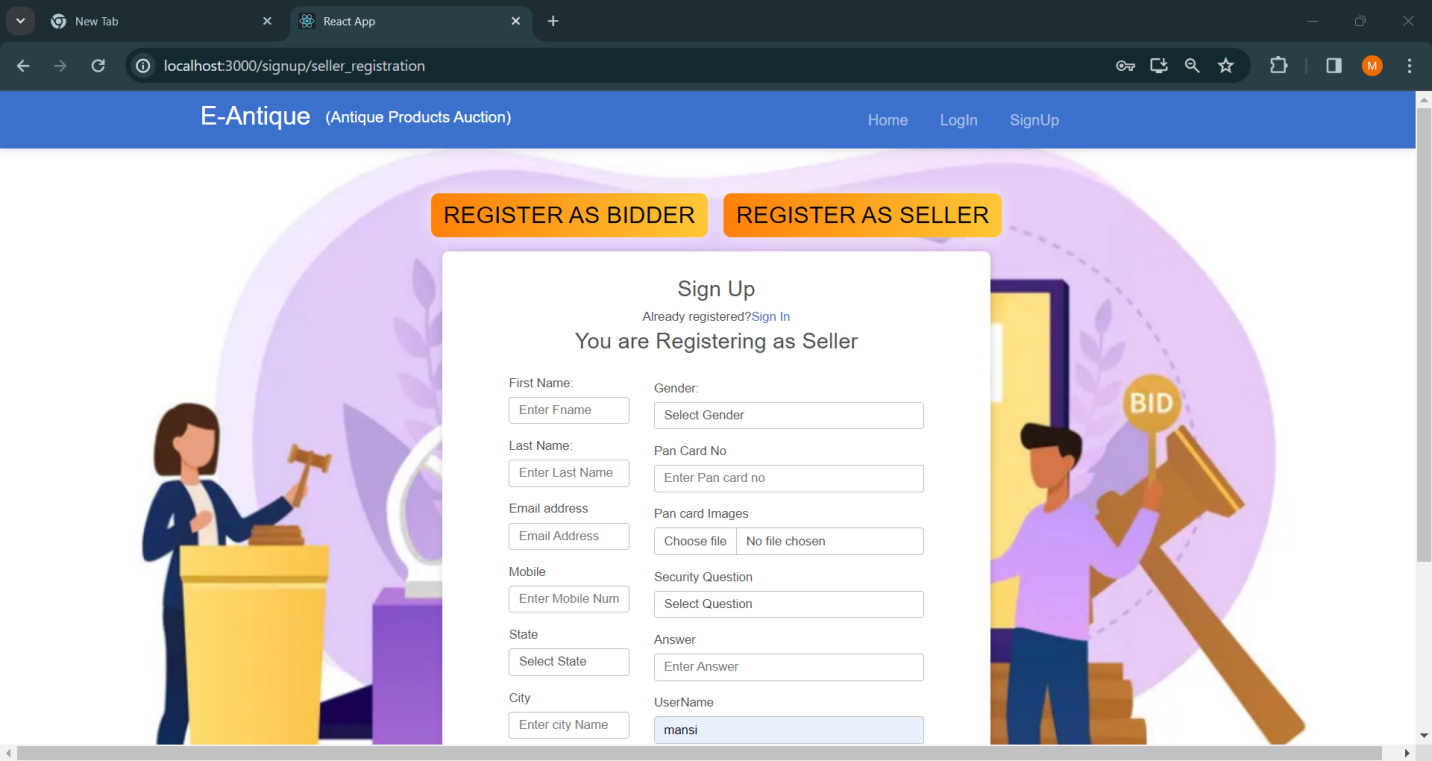 New Tab
React App
localhost:3000/signup/seller_registration
M
E-Antique (Antique Products Auction)
Home LogIn SignUp
REGISTER AS BIDDER REGISTER AS SELLER
Sign Up
Already registered?Sign In
You are Registering as Seller
First Name:
Enter Fname
Last Name:
Enter Last Name
Email address
Email Address
Mobile
Enter Mobile Num
State
Select State
City
Enter city Name
Gender:
Select Gender
Pan Card No
Enter Pan card no
Pan card Images
Choose file No file chosen
Security Question
Select Question
Answer
Enter Answer
UserName
mansi
BID